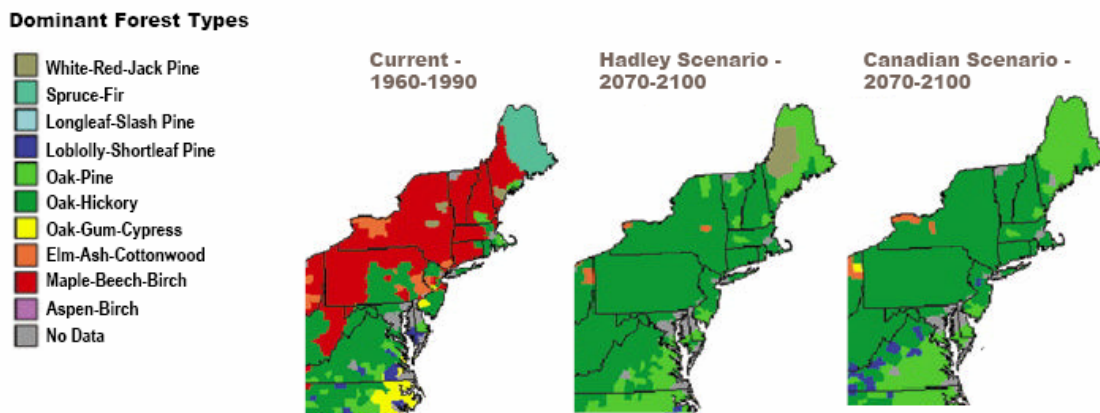 Dominant Forest Types
White-Red-Jack Pine
Spruce-Fir
Longleaf-Slash Pine
Loblolly-Shortleaf Pine
Oak-Pine
Oak-Hickory
Oak-Gum-Cypress
Elm-Ash-Cottonwood
Maple-Beech-Birch
Aspen-Birch
No Data
Current -
1960-1990
Hadley Scenario -
2070-2100
Canadian Scenario -
2070-2100